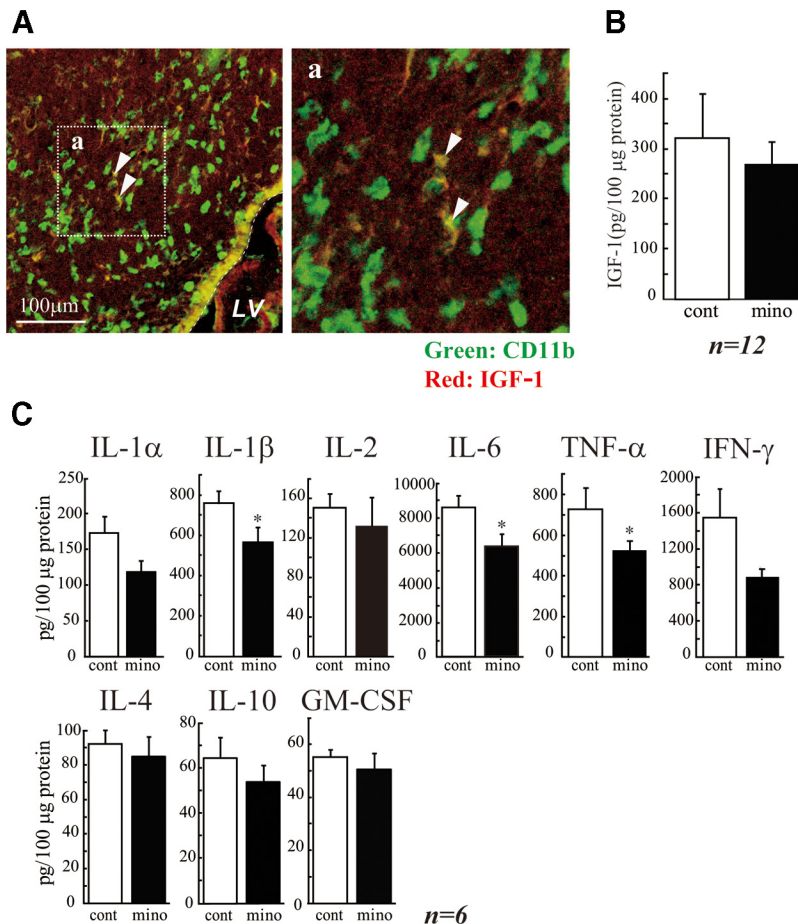 A
a
a
100μm
LV
Green: CD11b
Red: IGF-1
B
IGF-1(pg/100 μg protein)
400
300
200
100
0
cont mino
n=12
C
IL-1α IL-1β IL-2 IL-6 TNF-α IFN-γ
pg/100 μg protein
250
200
150
100
50
0
cont mino
800
600
400
200
0
*
cont mino
160
120
80
40
0
cont mino
10000
8000
6000
4000
2000
0
*
cont mino
800
600
400
200
0
*
cont mino
2000
1600
1200
800
400
0
cont mino
IL-4 IL-10 GM-CSF
pg/100 μg protein
100
80
60
40
20
0
cont mino
80
60
40
20
0
cont mino
60
40
20
0
cont mino
n=6